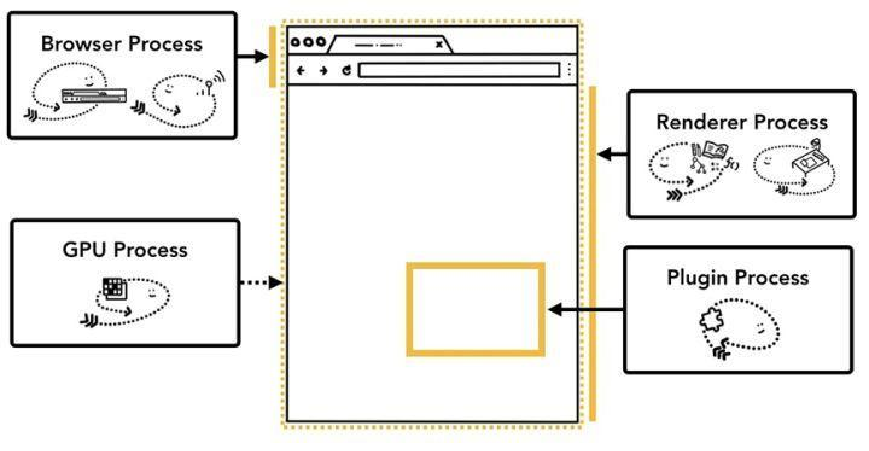 Browser Process
Renderer Process
GPU Process
Plugin Process